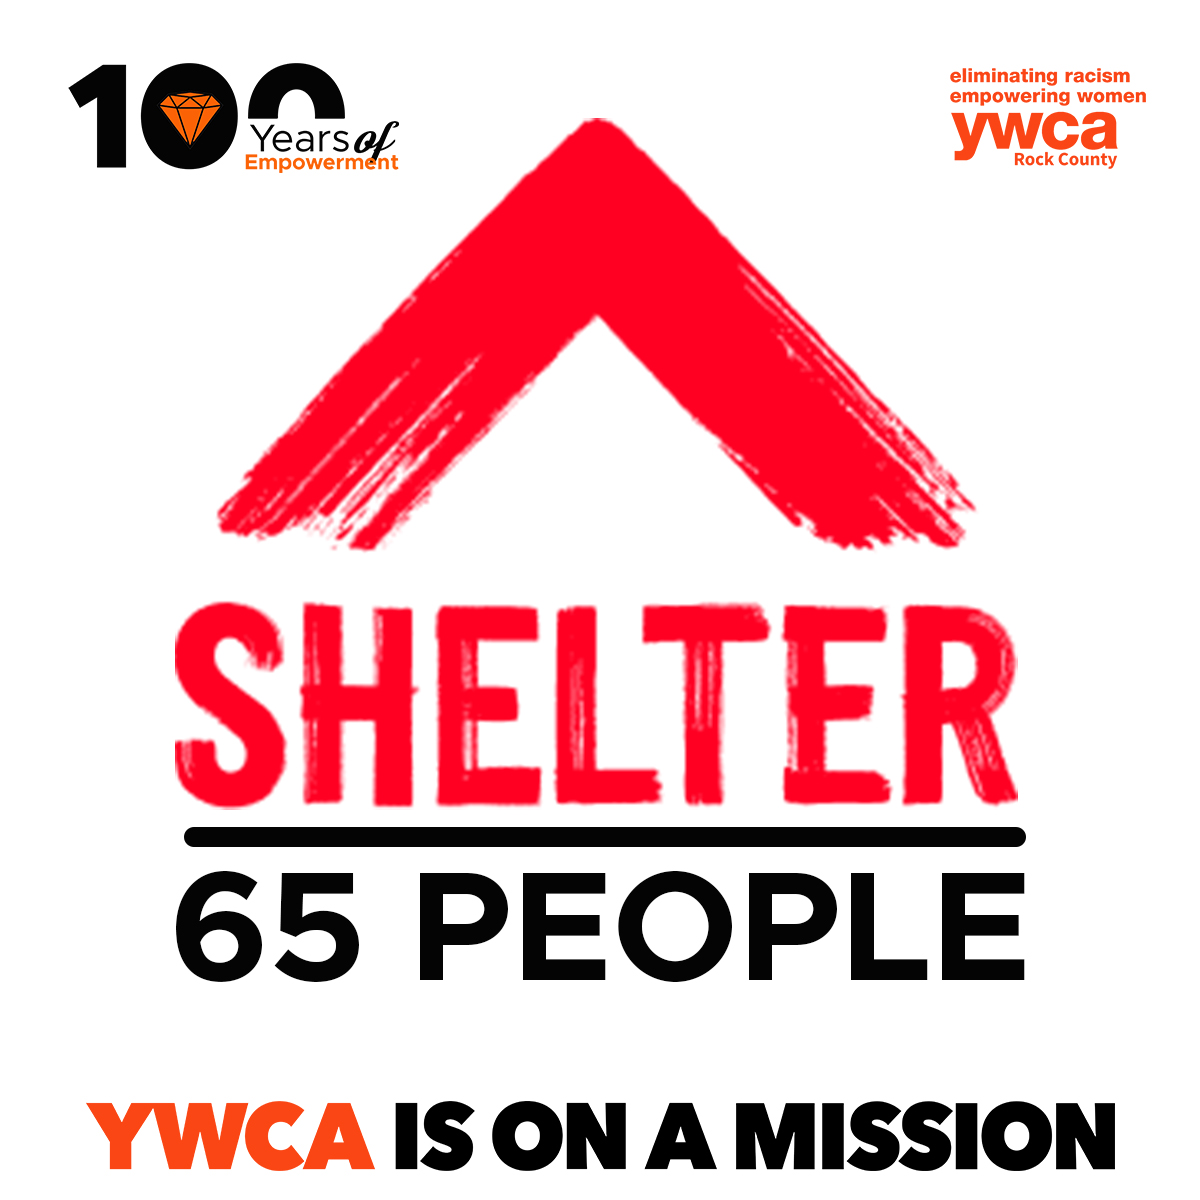 100
Years of
Empowerment
eliminating racism
empowering women
ywca
Rock County
SHELTER
65 PEOPLE
YWCA IS ON A MISSION